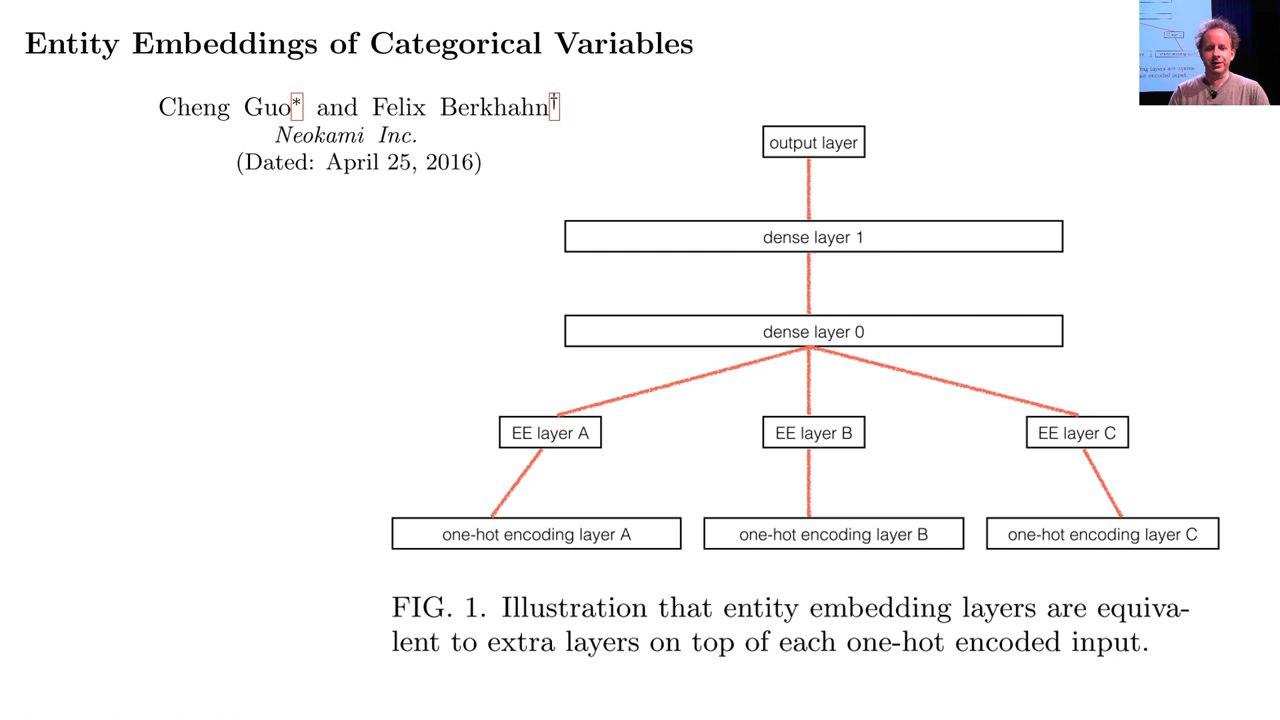 Entity Embeddings of Categorical Variables
Cheng Guo* and Felix Berkhahn†
Neokami Inc.
(Dated: April 25, 2016)
output layer
dense layer 1
dense layer 0
EE layer A
EE layer B
EE layer C
one-hot encoding layer A
one-hot encoding layer B
one-hot encoding layer C
FIG. 1. Illustration that entity embedding layers are equiva-
lent to extra layers on top of each one-hot encoded input.